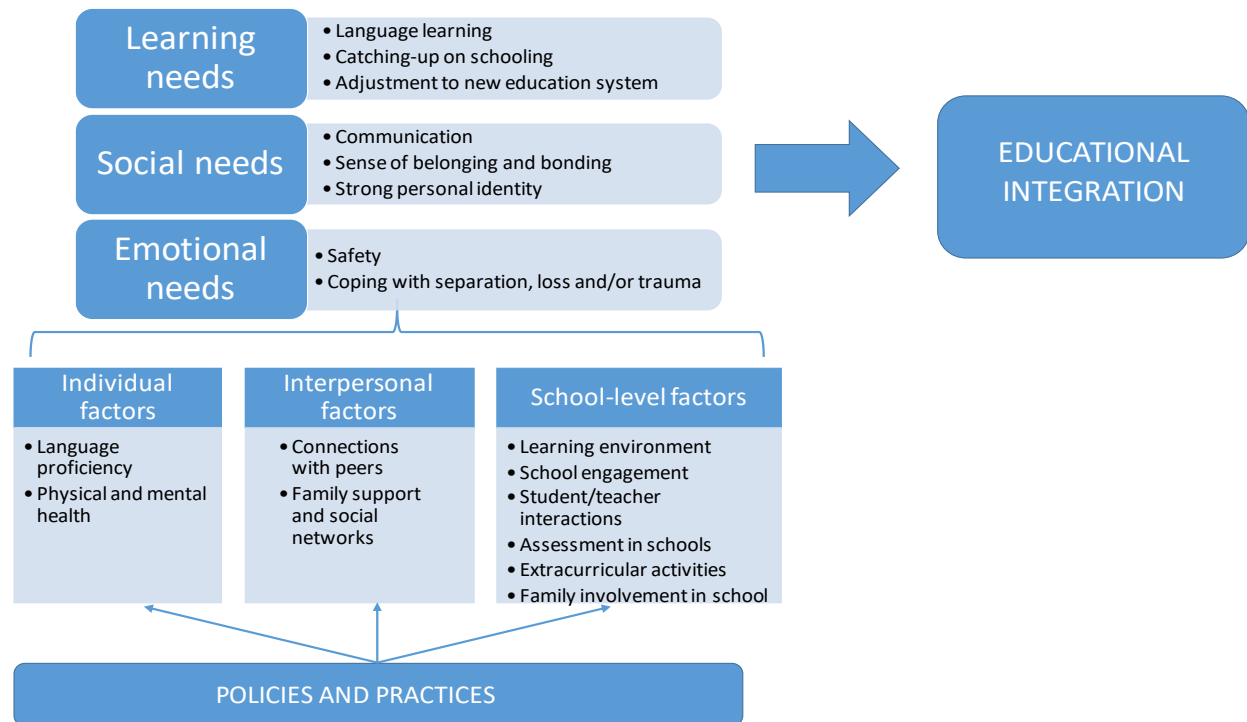 Learning
needs
• Language learning
• Catching-up on schooling
• Adjustment to new education system
Social needs
• Communication
• Sense of belonging and bonding
• Strong personal identity
Emotional
needs
• Safety
• Coping with separation, loss and/or trauma
EDUCATIONAL
INTEGRATION
Individual
factors
• Language
proficiency
• Physical and mental
health
Interpersonal
factors
• Connections
with peers
• Family support
and social
networks
School-level factors
• Learning environment
• School engagement
• Student/teacher
interactions
• Assessment in schools
• Extracurricular activities
• Family involvement in school
POLICIES AND PRACTICES